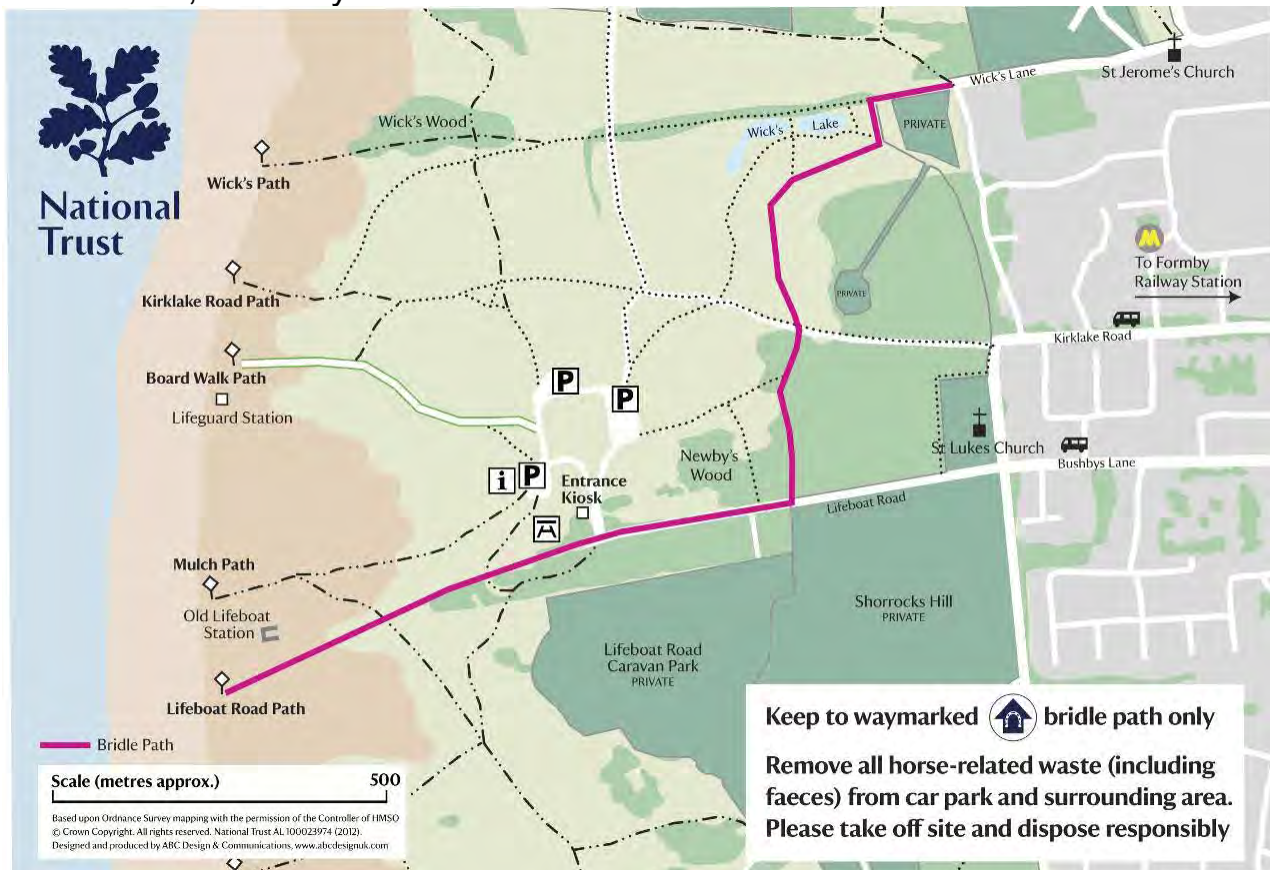 National
Trust
Wick's Wood
Wick's Path
Kirklake Road Path
Board Walk Path
Lifeguard Station
Mulch Path
Old Lifeboat
Station
Lifeboat Road Path
Wick's Lake
PRIVATE
Wick's Lane
St Jerome's Church
M
To Formby
Railway Station
PRIVATE
Kirklake Road
P
P
P
i
Entrance
Kiosk
Newby's
Wood
St Lukes Church
Bushbys Lane
Lifeboat Road
Shorrocks Hill
PRIVATE
Lifeboat Road
Caravan Park
PRIVATE
Bridle Path
Scale (metres approx.) 500
Based upon Ordnance Survey mapping with the permission of the Controller of HMSO
© Crown Copyright. All rights reserved. National Trust AL 100023974 (2012).
Designed and produced by ABC Design & Communications, www.abcdesignuk.com
Keep to waymarked bridle path only
Remove all horse-related waste (including
faeces) from car park and surrounding area.
Please take off site and dispose responsibly